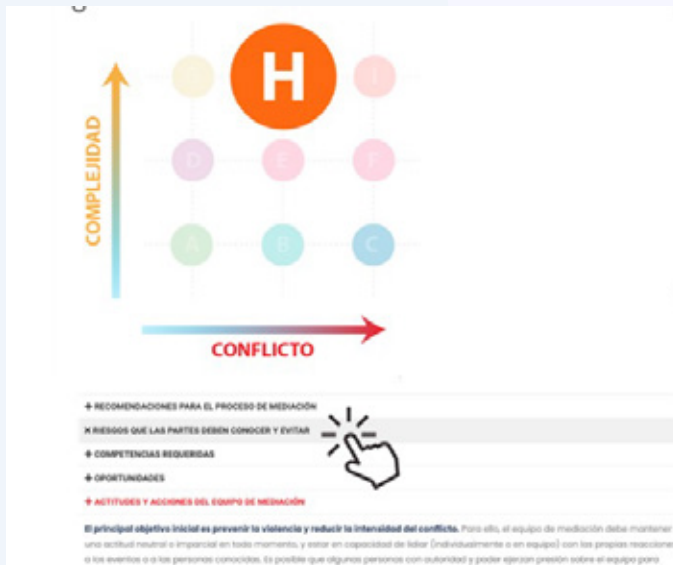 H
I
D
E
F
A
B
C
COMPLEJIDAD
CONFLICTO
+ RECOMENDACIONES PARA EL PROCESO DE MEDIACIÓN
× RIESGOS QUE LAS PARTES DEBEN CONOCER Y EVITAR
+ COMPETENCIAS REQUERIDAS
+ OPORTUNIDADES
+ ACTITUDES Y ACCIONES DEL EQUIPO DE MEDIACIÓN
El principal objetivo inicial es prevenir la violencia y reducir la intensidad del conflicto. Para ello, el equipo de mediación debe mantener
una actitud neutral o imparcial en todo momento, y estar en capacidad de lidiar (individualmente o en equipo) con las propias reacciones
a los eventos o a las personas conocidas. Es posible que algunas personas con autoridad y poder ejerzan presión sobre el equipo para